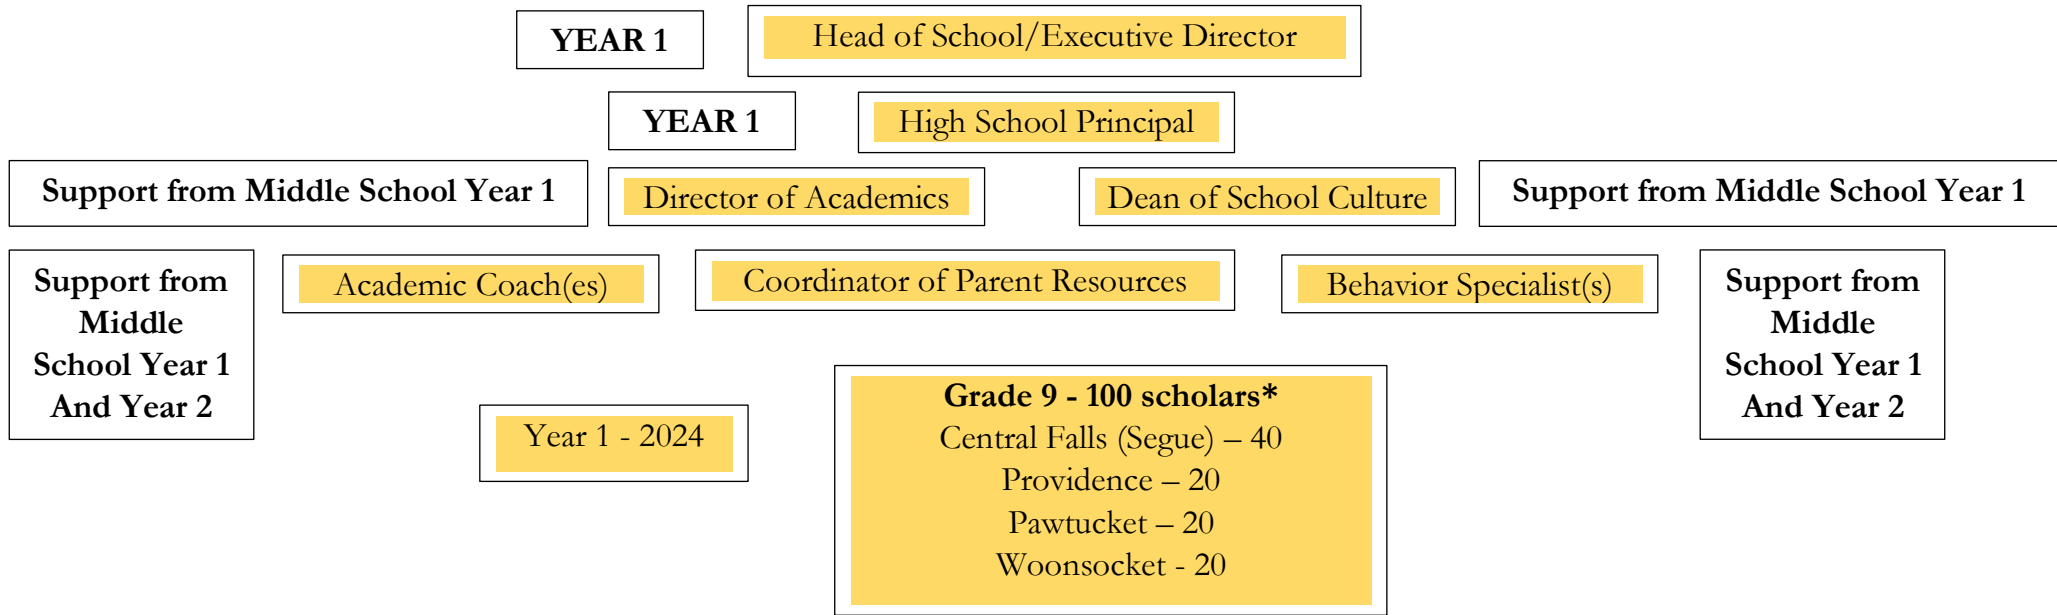 YEAR 1
Head of School/Executive Director
YEAR 1
High School Principal
Support from Middle School Year 1
Director of Academics
Dean of School Culture
Support from Middle School Year 1
Support from
Middle
School Year 1
And Year 2
Academic Coach(es)
Coordinator of Parent Resources
Behavior Specialist(s)
Support from
Middle
School Year 1
And Year 2
Year 1 - 2024
Grade 9 - 100 scholars*
Central Falls (Segue) – 40
Providence – 20
Pawtucket – 20
Woonsocket - 20